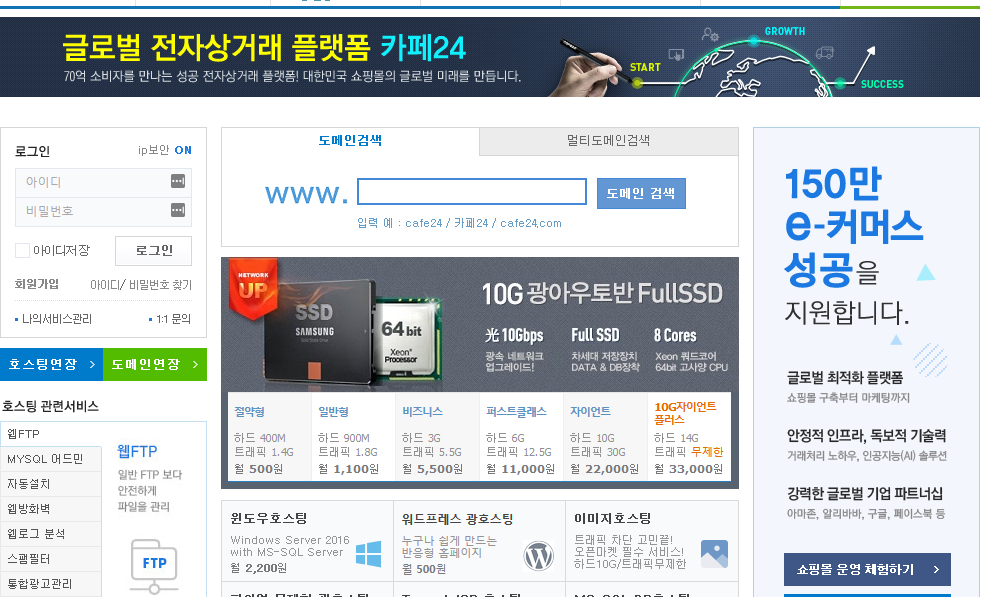 글로벌 전자상거래 플랫폼 카페24
70억 소비자를 만나는 성공 전자상거래 플랫폼! 대한민국 쇼핑몰의 글로벌 미래를 만듭니다.
START
GROWTH
SUCCESS
로그인
ip보안 ON
아이디
비밀번호
아이디저장
로그인
회원가입
아이디/ 비밀번호 찾기
나의서비스관리
1:1 문의
호스팅연장 >
도메인연장 >
호스팅 관련서비스
웹FTP
MYSQL 어드민
자동설치
웹방화벽
웹로그 분석
스팸필터
통합광고관리
웹FTP
일반 FTP 보다
안전하게
파일을 관리
FTP
도메인검색
멀티도메인검색
www.
도메인 검색
입력 예 : cafe24 / 카페24 / cafe24.com
NETWORK
UP
SSD
SAMSUNG
64 bit
Xeon®
Processor
10G 광아우토반 FullSSD
光 10Gbps
광속 네트워크
업그레이드!
Full SSD
차세대 저장장치
DATA & DB장착
8 Cores
Xeon 쿼드코어
64bit 고사양 CPU
절약형
하드 400M
트래픽 1.4G
월 500원
일반형
하드 900M
트래픽 1.8G
월 1,100원
비즈니스
하드 3G
트래픽 5.5G
월 5,500원
퍼스트클래스
하드 6G
트래픽 12.5G
월 11,000원
자이언트
하드 10G
트래픽 30G
월 22,000원
10G자이언트
플러스
하드 14G
트래픽 무제한
월 33,000원
윈도우호스팅
Windows Server 2016
with MS-SQL Server
월 2,200원
워드프레스 광호스팅
누구나 쉽게 만드는
반응형 홈페이지
월 500원
이미지호스팅
트래픽 차단 고민끝!
오픈마켓 필수 서비스!
하드10G/트래픽무제한
150만
e-커머스
성공을
지원합니다.
글로벌 최적화 플랫폼
쇼핑몰 구축부터 마케팅까지
안정적 인프라, 독보적 기술력
거래처리 노하우, 인공지능(AI) 솔루션
강력한 글로벌 기업 파트너십
아마존, 알리바바, 구글, 페이스북 등
쇼핑몰 운영 체험하기 >